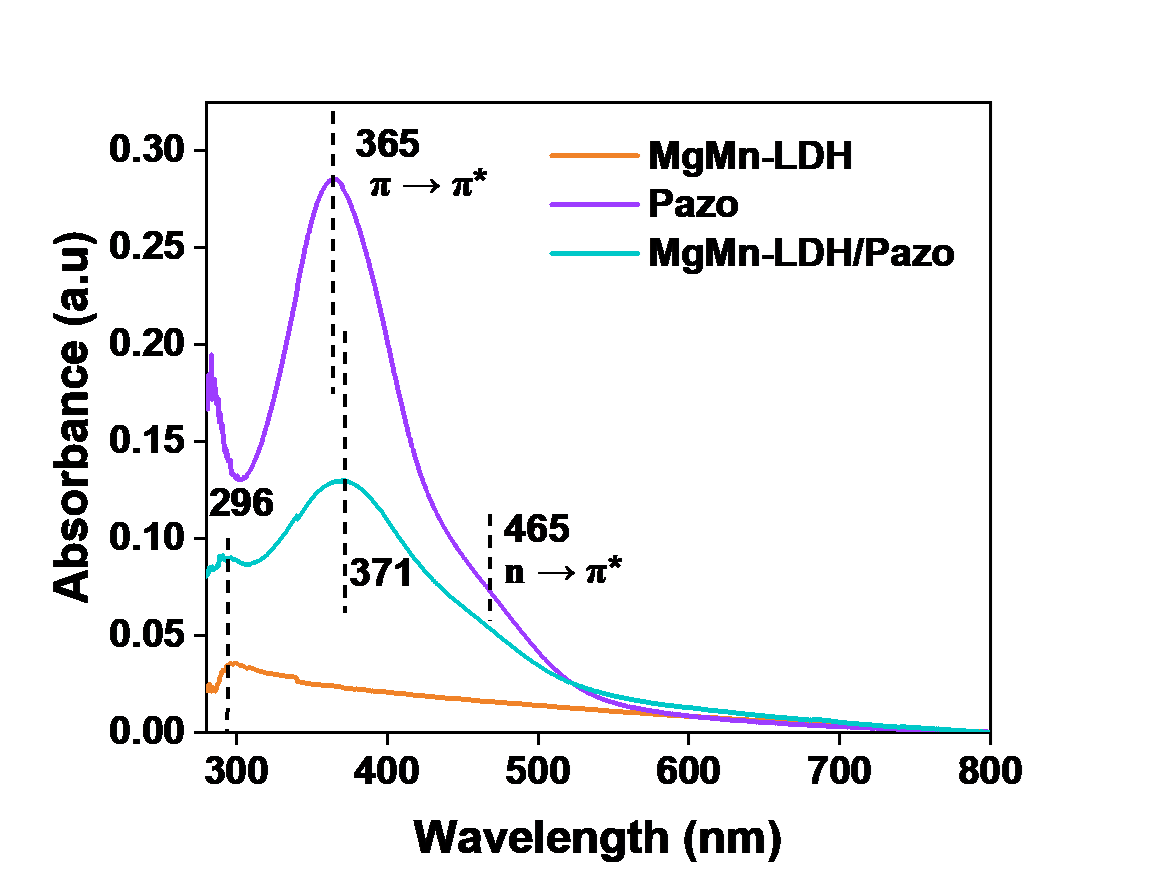 365
π → π*
MgMn-LDH
Pazo
MgMn-LDH/Pazo
0.30
0.25
0.20
0.15
0.10
0.05
0.00
Absorbance (a.u)
296
371
465
n → π*
300 400 500 600 700 800
Wavelength (nm)